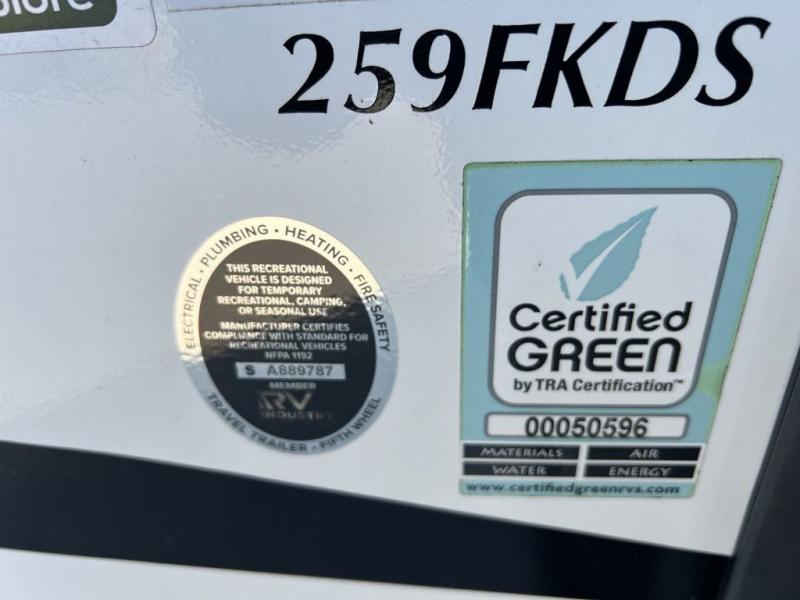 259FKDS
ELECTRICAL • PLUMBING • HEATING • FIRE SAFETY
THIS RECREATIONAL
VEHICLE IS DESIGNED
FOR TEMPORARY
RECREATIONAL, CAMPING,
OR SEASONAL USE
MANUFACTURER CERTIFIES
COMPLIANCE WITH STANDARD FOR
RECREATIONAL VEHICLES
NFPA 1192
S A889787
MEMBER
RV
INDUSTRY
TRAVEL TRAILER • FIFTH WHEEL
Certified
GREEN
by TRA Certification™
00050596
MATERIALS AIR
WATER ENERGY
www.certifiedgreenrvs.com